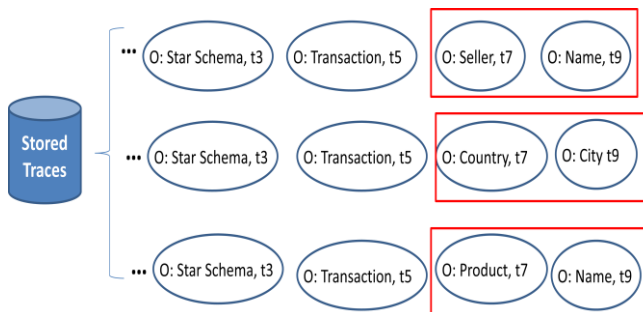 ... O: Star Schema, t3 O: Transaction, t5 O: Seller, t7 O: Name, t9
Stored
Traces
... O: Star Schema, t3 O: Transaction, t5 O: Country, t7 O: City t9
... O: Star Schema, t3 O: Transaction, t5 O: Product, t7 O: Name, t9